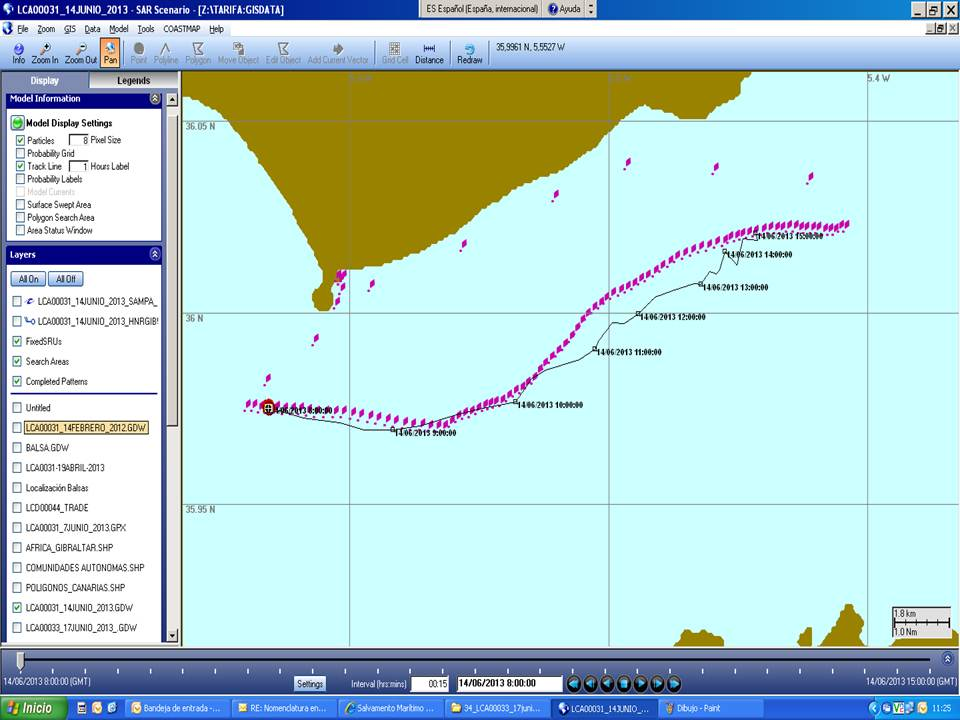 LCA00031_14JUNIO_2013 - SAR Scenario - [Z:\TARIFA:GISDATA]
ES Español (España, internacional) Ayuda
File Zoom GIS Data Model Tools COASTMAP Help
Info Zoom In Zoom Out Pan Point Polyline Polygon Move Object Edit Object Add Current Vector Grid Cell Distance Redraw
35,9961 N, 5,5527 W
Display Legends
Model Information
Model Display Settings
Particles 8 Pixel Size
Probability Grid
Track Line 1 Hours Label
Probability Labels
Model Currents
Surface Swept Area
Polygon Search Area
Area Status Window
Layers
All On All Off
LCA00031_14JUNIO_2013_SAMPA_
LCA00031_14JUNIO_2013_HNRGIB
FixedSRUs
Search Areas
Completed Patterns
Untitled
LCA00031_14FEBRERO_2012.GDW
BALSA.GDW
LCA0031-19ABRIL-2013
Localización Balsas
LCD00044_TRADE
LCA00031_7JUNIO_2013.GPX
AFRICA_GIBRALTAR.SHP
COMUNIDADES AUTONOMAS.SHP
POLIGONOS_CANARIAS.SHP
LCA00031_14JUNIO_2013.GDW
LCA00033_17JUNIO_2013_.GDW
5.4 W
36.05 N
14/06/2013 15:00:00
14/06/2013 14:00:00
14/06/2013 13:00:00
36 N
14/06/2013 12:00:00
14/06/2013 11:00:00
14/06/2013 10:00:00
14/06/2013 8:00:00
14/06/2013 9:00:00
35.95 N
1.8 km
1.0 Nm
14/06/2013 8:00:00 (GMT)
Settings Interval (hrs:mins) 00:15 14/06/2013 8:00:00
14/06/2013 15:00:00 (GMT)
Inicio
Bandeja de entrada -...
RE: Nomenclatura en...
Salvamento Marítimo ...
34_LCA00033_17juni...
LCA00031_14JUNIO_...
Dibujo - Paint
11:25